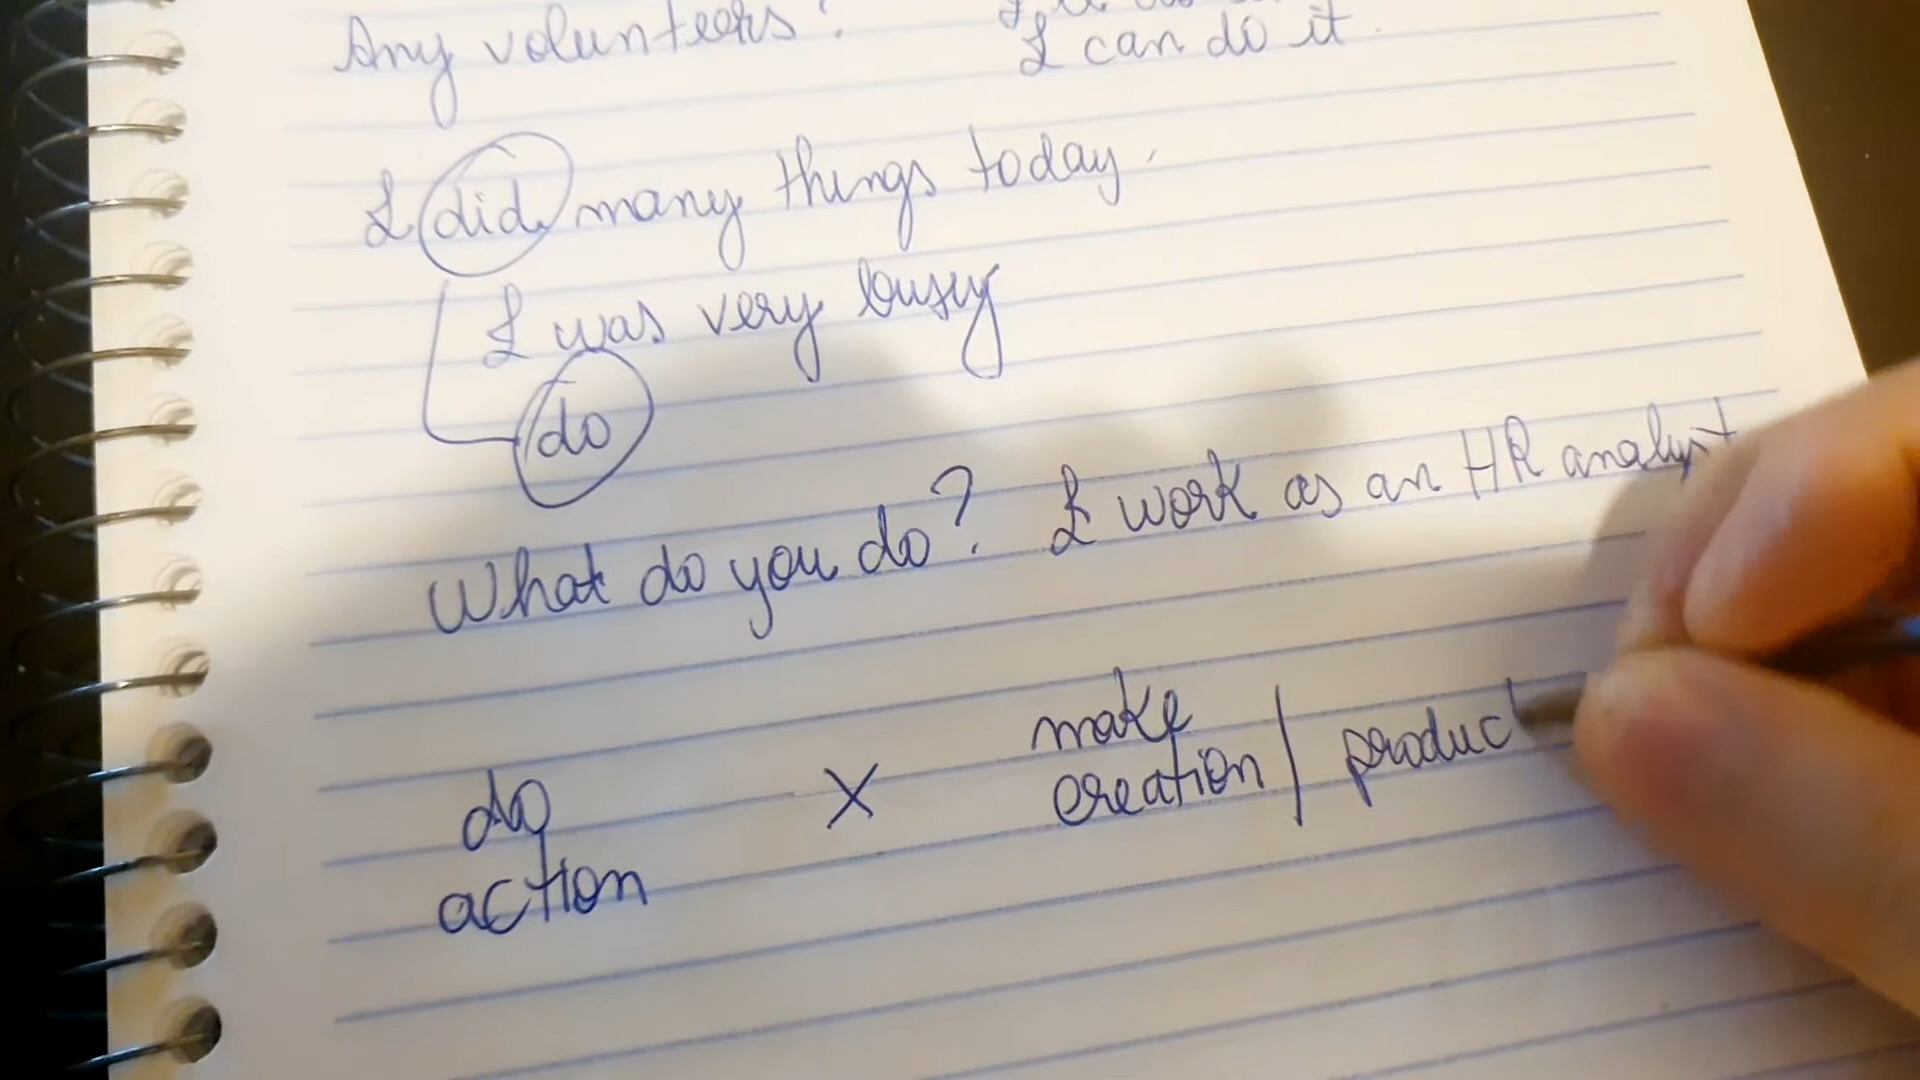 Any volunteers?
I can do it.
I did many things today.
I was very busy
do
What do you do? I work as an HR analyst
do X make
action creation / product